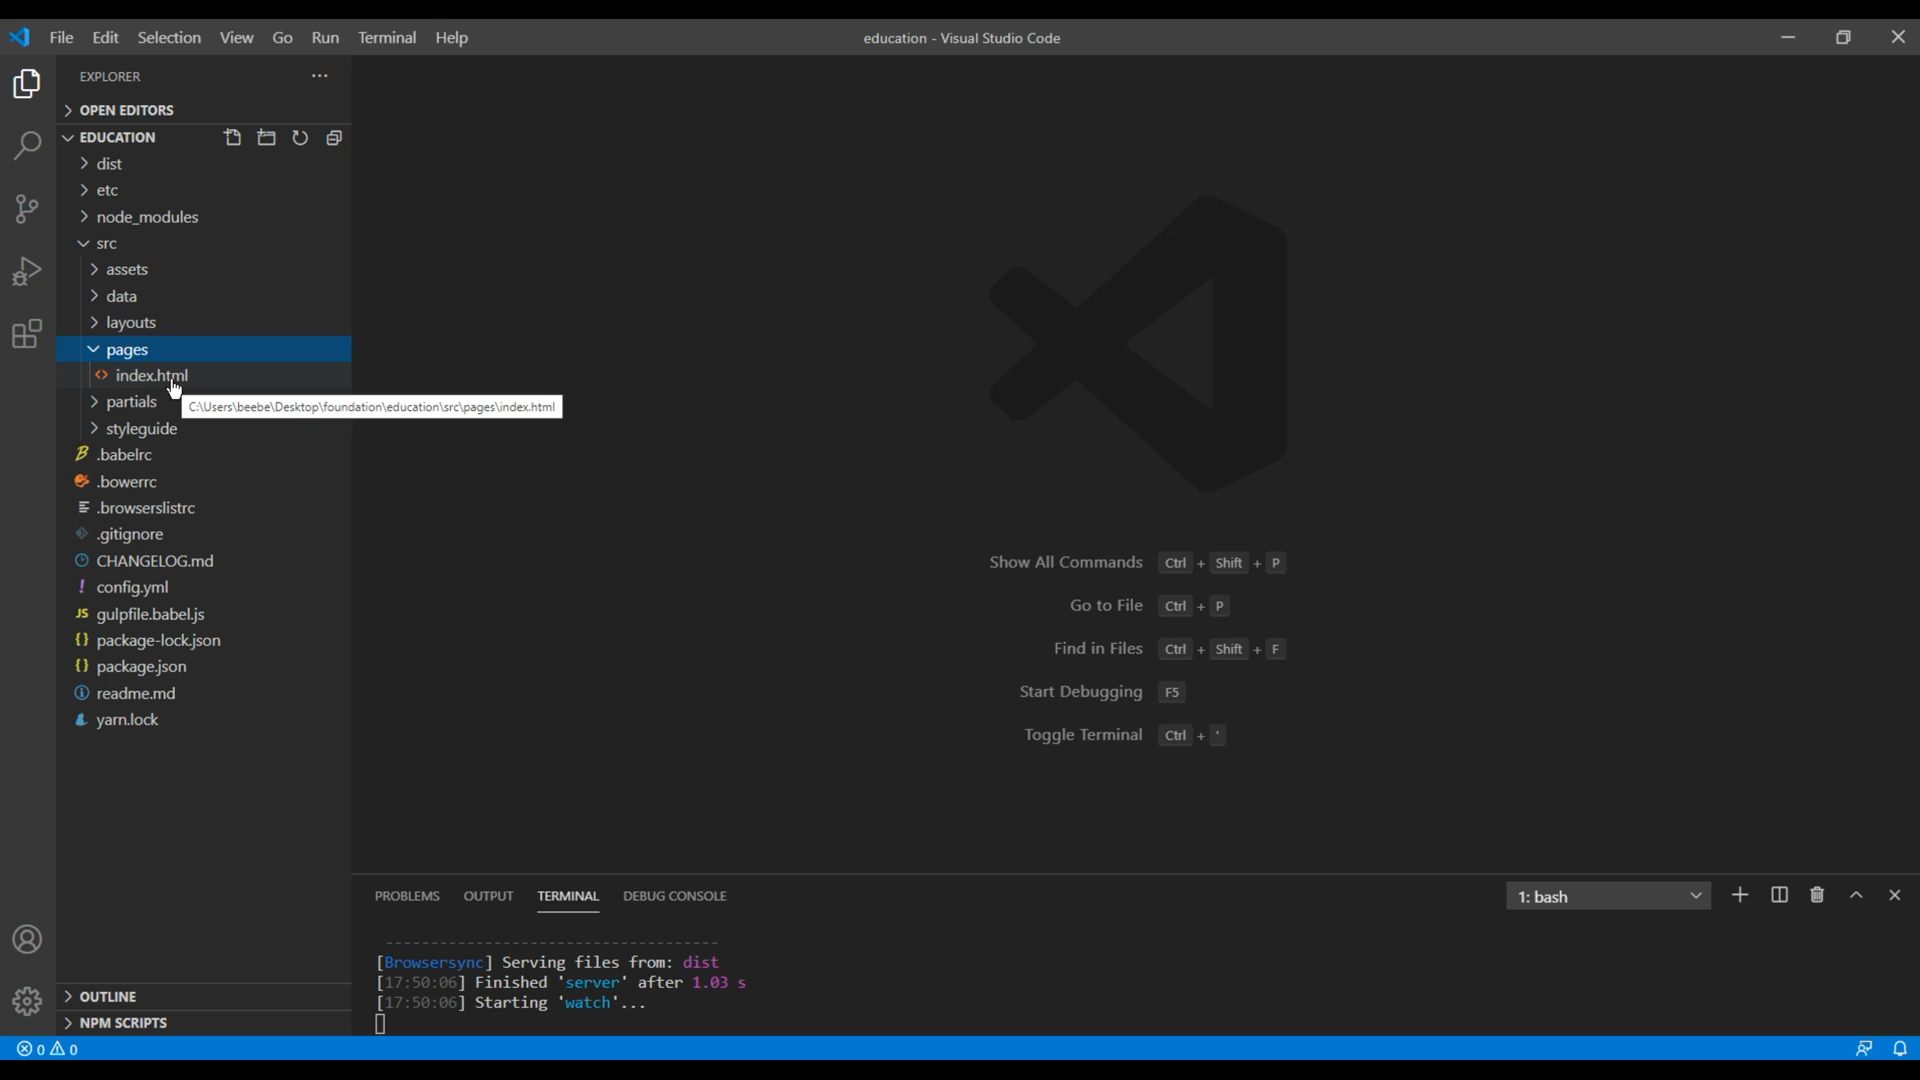 File Edit Selection View Go Run Terminal Help
education - Visual Studio Code
EXPLORER
OPEN EDITORS
EDUCATION
dist
etc
node_modules
src
assets
data
layouts
pages
index.html
partials
C:\Users\beebe\Desktop\foundation\education\src\pages\index.html
styleguide
.babelrc
.bowerrc
.browserslistrc
.gitignore
CHANGELOG.md
config.yml
JS gulpfile.babel.js
package-lock.json
package.json
readme.md
yarn.lock
OUTLINE
NPM SCRIPTS
Show All Commands Ctrl + Shift + P
Go to File Ctrl + P
Find in Files Ctrl + Shift + F
Start Debugging F5
Toggle Terminal Ctrl + '
PROBLEMS OUTPUT TERMINAL DEBUG CONSOLE
1: bash
--------------------------------------
[Browsersync] Serving files from: dist
[17:50:06] Finished 'server' after 1.03 s
[17:50:06] Starting 'watch'...
0 0